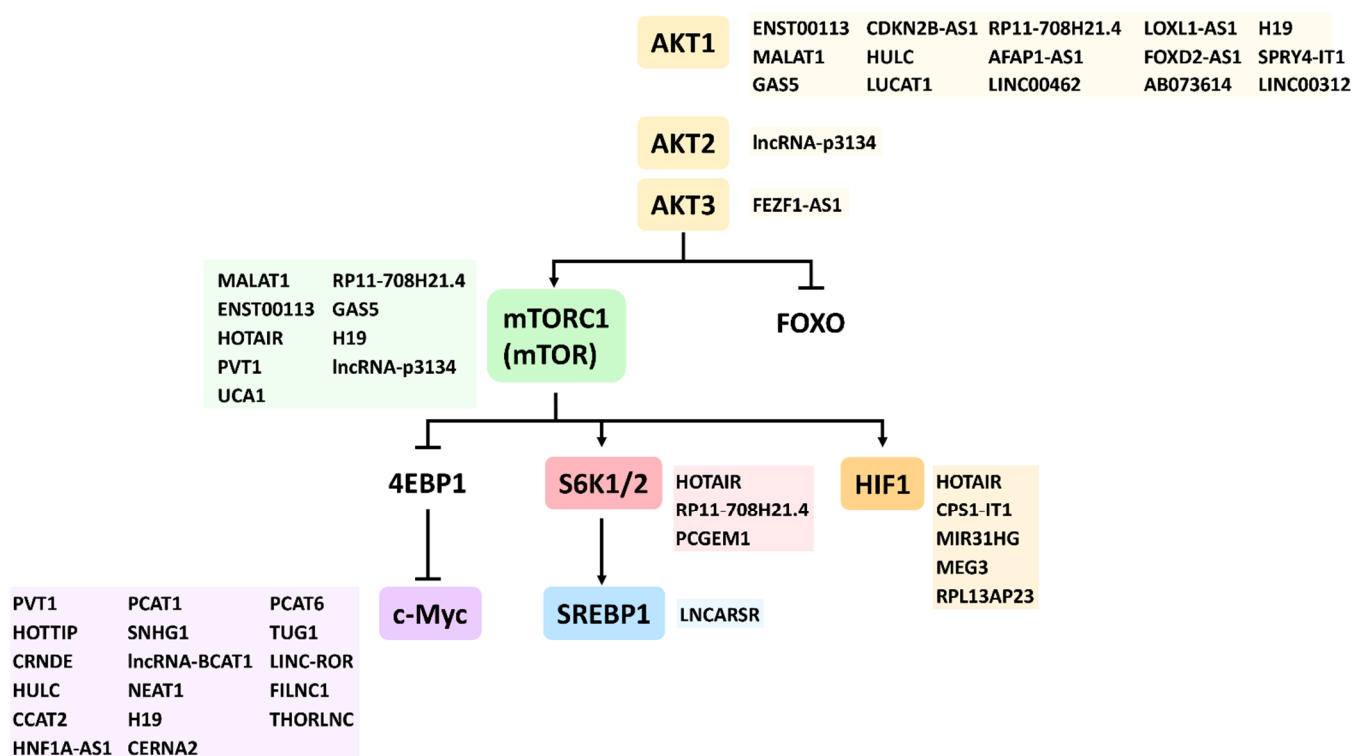 AKT1
ENST00113 CDKN2B-AS1 RP11-708H21.4 LOXL1-AS1 H19
MALAT1 HULC AFAP1-AS1 FOXD2-AS1 SPRY4-IT1
GAS5 LUCAT1 LINC00462 AB073614 LINC00312
AKT2
lncRNA-p3134
AKT3
FEZF1-AS1
MALAT1 RP11-708H21.4
ENST00113 GAS5
HOTAIR H19
PVT1 lncRNA-p3134
UCA1
mTORC1
(mTOR)
FOXO
4EBP1
S6K1/2
HOTAIR
RP11-708H21.4
PCGEM1
HIF1
HOTAIR
CPS1-IT1
MIR31HG
MEG3
RPL13AP23
PVT1 PCAT1 PCAT6
HOTTIP SNHG1 TUG1
CRNDE lncRNA-BCAT1 LINC-ROR
HULC NEAT1 FILNC1
CCAT2 H19 THORLNC
HNF1A-AS1 CERNA2
c-Myc
SREBP1
LNCARSR